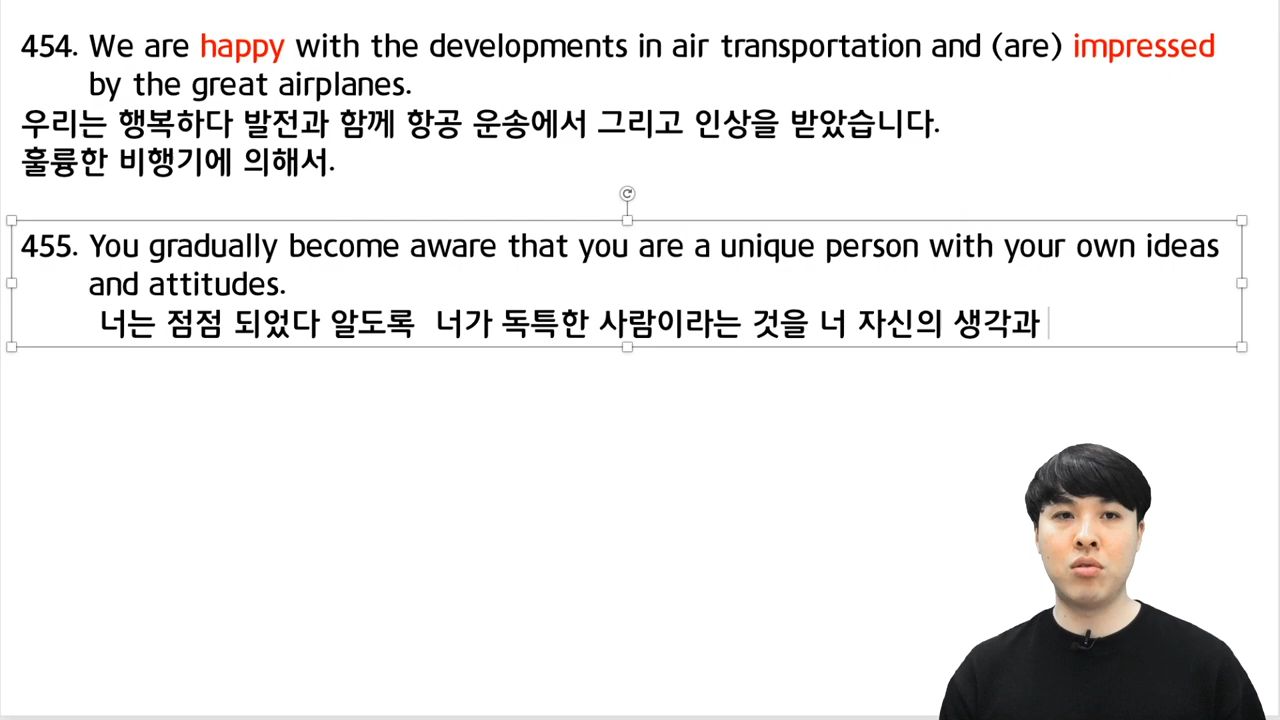 454. We are happy with the developments in air transportation and (are) impressed
by the great airplanes.
우리는 행복하다 발전과 함께 항공 운송에서 그리고 인상을 받았습니다.
훌륭한 비행기에 의해서.
455. You gradually become aware that you are a unique person with your own ideas
and attitudes.
너는 점점 되었다 알도록 너가 독특한 사람이라는 것을 너 자신의 생각과